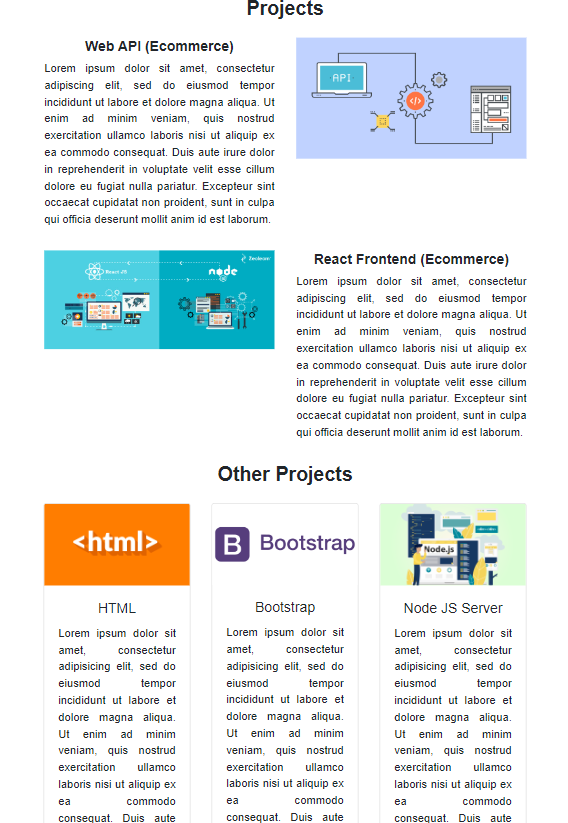 Projects
Web API (Ecommerce)
Lorem ipsum dolor sit amet, consectetur
adipiscing elit, sed do eiusmod tempor
incididunt ut labore et dolore magna aliqua. Ut
enim ad minim veniam, quis nostrud
exercitation ullamco laboris nisi ut aliquip ex
ea commodo consequat. Duis aute irure dolor
in reprehenderit in voluptate velit esse cillum
dolore eu fugiat nulla pariatur. Excepteur sint
occaecat cupidatat non proident, sunt in culpa
qui officia deserunt mollit anim id est laborum.
API
</>
React JS
node
React Frontend (Ecommerce)
Lorem ipsum dolor sit amet, consectetur
adipiscing elit, sed do eiusmod tempor
incididunt ut labore et dolore magna aliqua. Ut
enim ad minim veniam, quis nostrud
exercitation ullamco laboris nisi ut aliquip ex
ea commodo consequat. Duis aute irure dolor
in reprehenderit in voluptate velit esse cillum
dolore eu fugiat nulla pariatur. Excepteur sint
occaecat cupidatat non proident, sunt in culpa
qui officia deserunt mollit anim id est laborum.
Other Projects
<html>
HTML
Lorem ipsum dolor sit
amet, consectetur
adipisicing elit, sed do
eiusmod tempor
incididunt ut labore et
dolore magna aliqua.
Ut enim ad minim
veniam, quis nostrud
exercitation ullamco
laboris nisi ut aliquip ex
ea commodo
consequat. Duis aute
B Bootstrap
Bootstrap
Lorem ipsum dolor sit
amet, consectetur
adipisicing elit, sed do
eiusmod tempor
incididunt ut labore et
dolore magna aliqua.
Ut enim ad minim
veniam, quis nostrud
exercitation ullamco
laboris nisi ut aliquip ex
ea commodo
consequat. Duis aute
Node.js
Node JS Server
Lorem ipsum dolor sit
amet, consectetur
adipisicing elit, sed do
eiusmod tempor
incididunt ut labore et
dolore magna aliqua.
Ut enim ad minim
veniam, quis nostrud
exercitation ullamco
laboris nisi ut aliquip ex
ea commodo
consequat. Duis aute